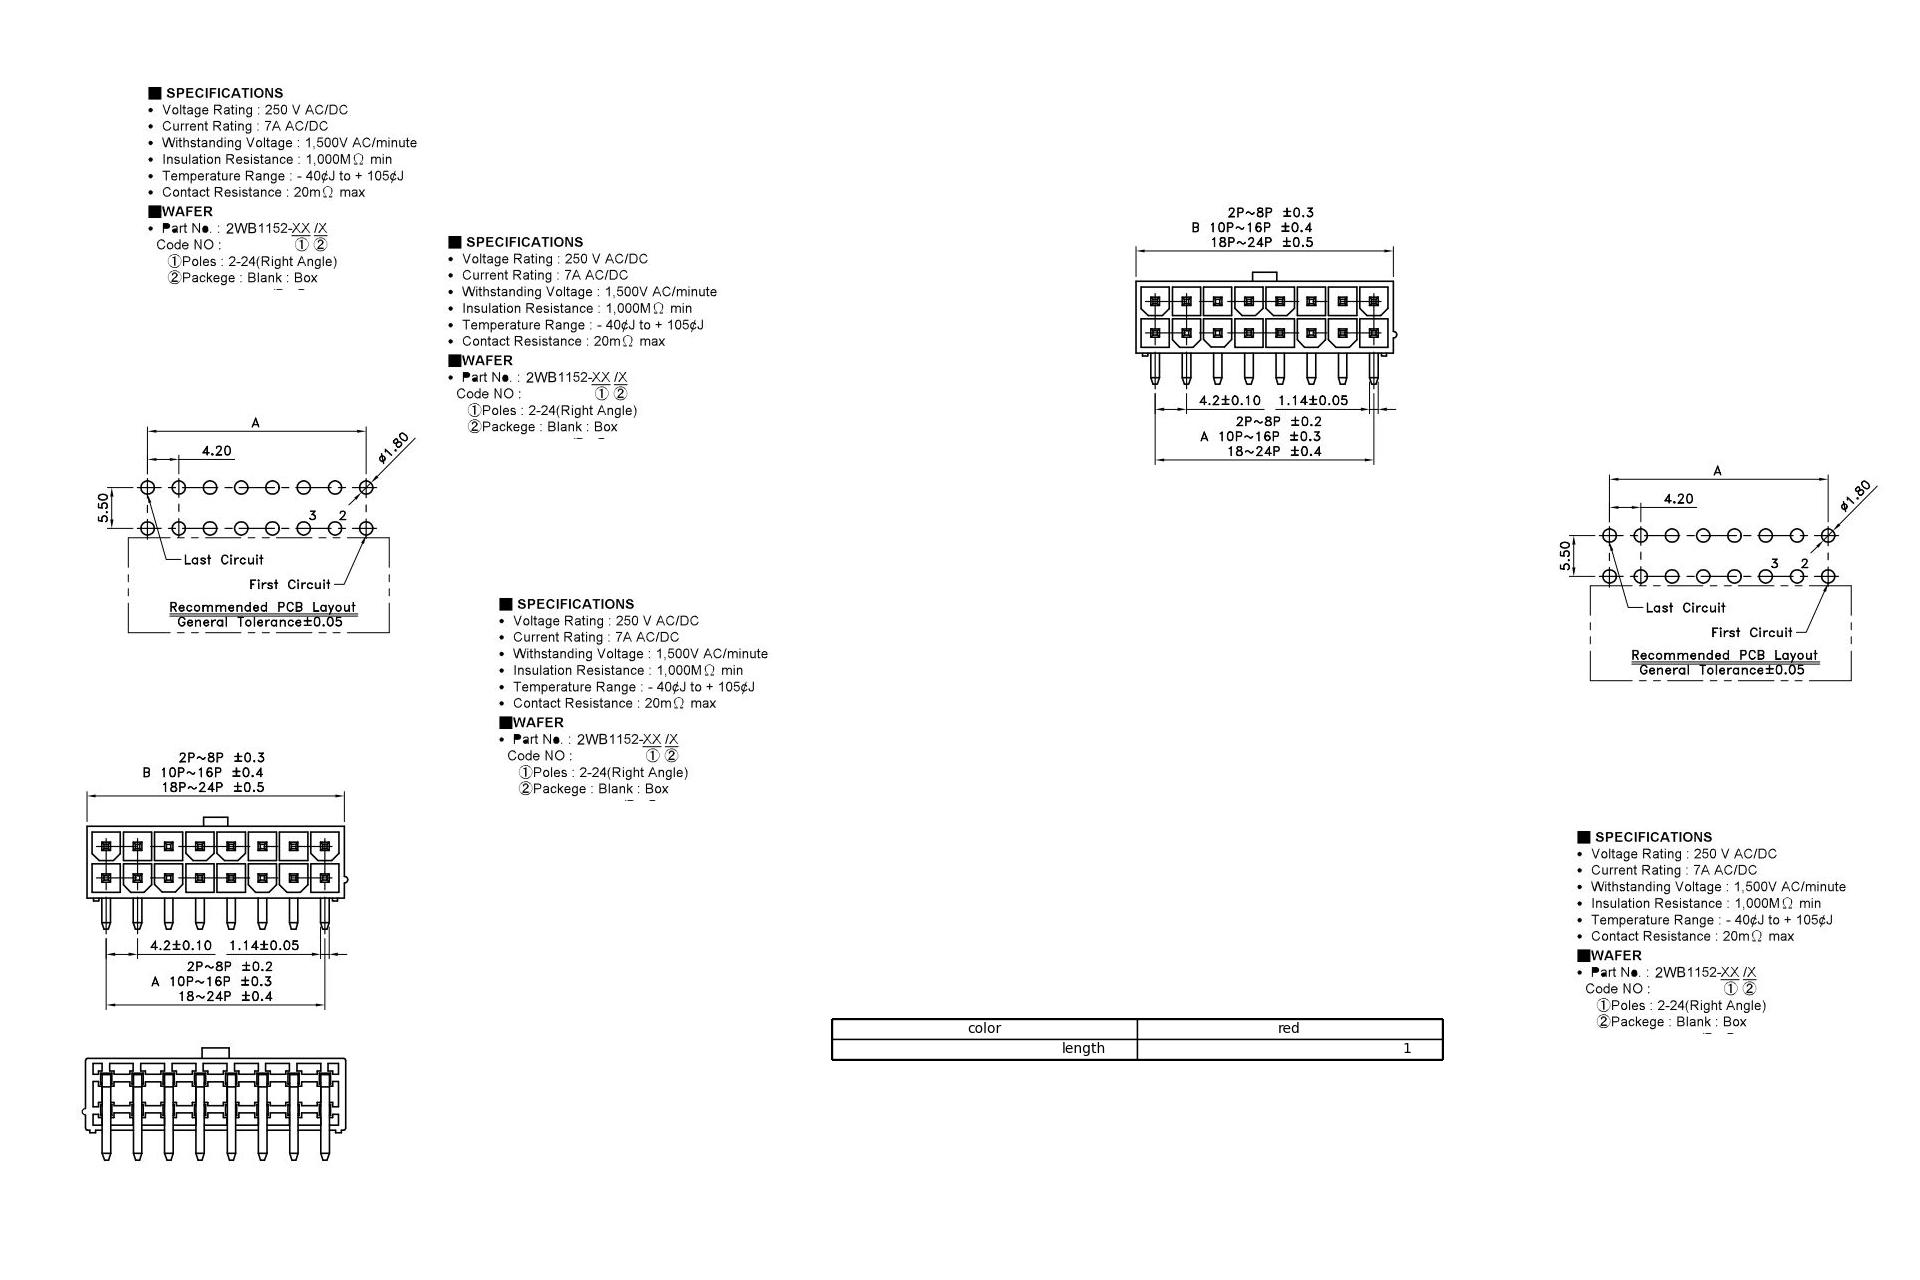 ■ SPECIFICATIONS
• Voltage Rating : 250 V AC/DC
• Current Rating : 7A AC/DC
• Withstanding Voltage : 1,500V AC/minute
• Insulation Resistance : 1,000MΩ min
• Temperature Range : - 40¢J to + 105¢J
• Contact Resistance : 20mΩ max
■WAFER
• Part No. : 2WB1152-XX /X
Code NO : ① ②
①Poles : 2-24(Right Angle)
②Packege : Blank : Box
■ SPECIFICATIONS
• Voltage Rating : 250 V AC/DC
• Current Rating : 7A AC/DC
• Withstanding Voltage : 1,500V AC/minute
• Insulation Resistance : 1,000MΩ min
• Temperature Range : - 40¢J to + 105¢J
• Contact Resistance : 20mΩ max
■WAFER
• Part No. : 2WB1152-XX /X
Code NO : ① ②
①Poles : 2-24(Right Angle)
②Packege : Blank : Box
2P~8P ±0.3
B 10P~16P ±0.4
18P~24P ±0.5
4.2±0.10 1.14±0.05
2P~8P ±0.2
A 10P~16P ±0.3
18~24P ±0.4
A
4.20
ø1.80
5.50
3 2
Last Circuit
First Circuit
Recommended PCB Layout
General Tolerance±0.05
A
4.20
ø1.80
5.50
3 2
Last Circuit
First Circuit
Recommended PCB Layout
General Tolerance±0.05
■ SPECIFICATIONS
• Voltage Rating : 250 V AC/DC
• Current Rating : 7A AC/DC
• Withstanding Voltage : 1,500V AC/minute
• Insulation Resistance : 1,000MΩ min
• Temperature Range : - 40¢J to + 105¢J
• Contact Resistance : 20mΩ max
■WAFER
• Part No. : 2WB1152-XX /X
Code NO : ① ②
①Poles : 2-24(Right Angle)
②Packege : Blank : Box
2P~8P ±0.3
B 10P~16P ±0.4
18P~24P ±0.5
4.2±0.10 1.14±0.05
2P~8P ±0.2
A 10P~16P ±0.3
18~24P ±0.4
■ SPECIFICATIONS
• Voltage Rating : 250 V AC/DC
• Current Rating : 7A AC/DC
• Withstanding Voltage : 1,500V AC/minute
• Insulation Resistance : 1,000MΩ min
• Temperature Range : - 40¢J to + 105¢J
• Contact Resistance : 20mΩ max
■WAFER
• Part No. : 2WB1152-XX /X
Code NO : ① ②
①Poles : 2-24(Right Angle)
②Packege : Blank : Box
color red
length 1